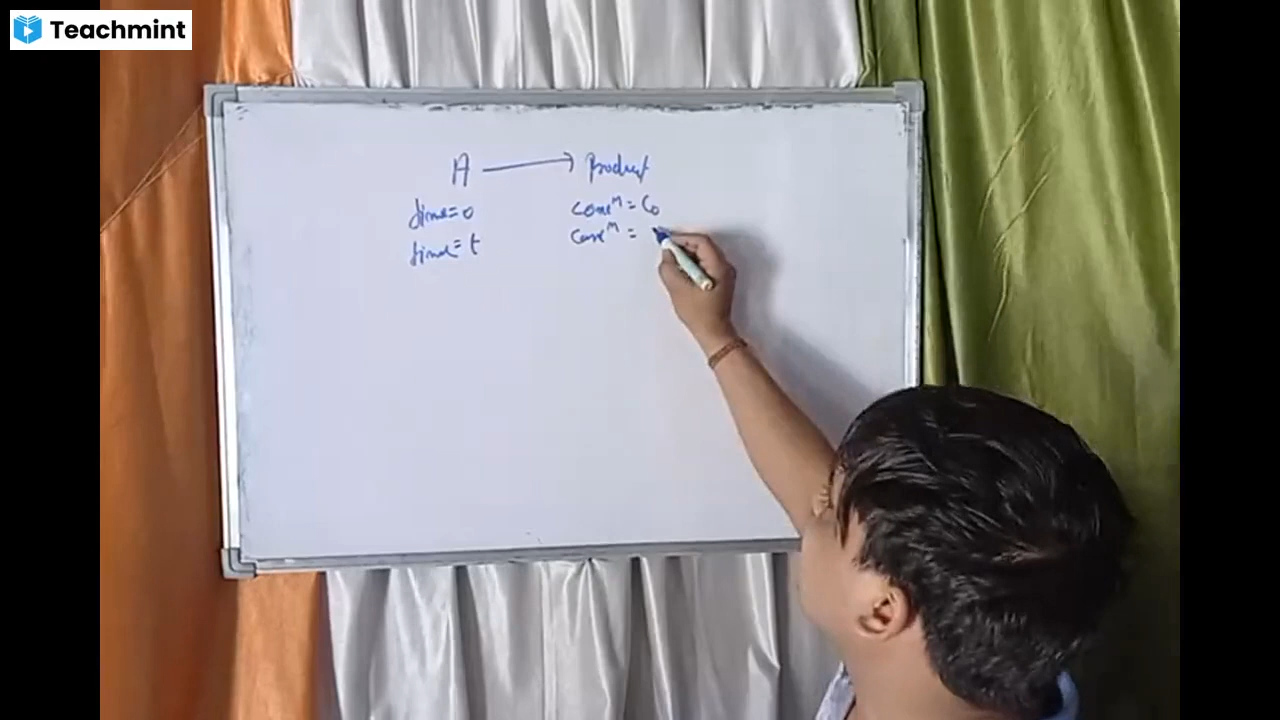 Teachmint
A → Product
time=0 concⁿ = C₀
time=t concⁿ =